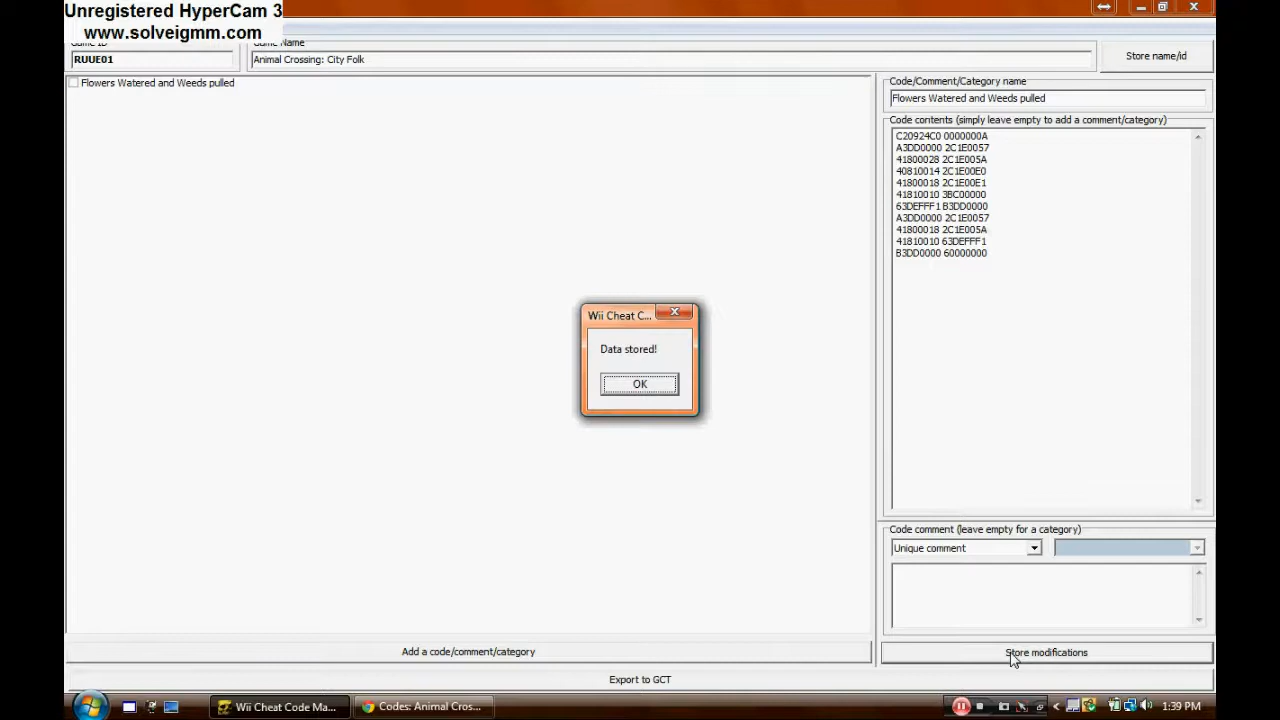 Unregistered HyperCam 3
www.solveigmm.com
Game Name
RUUE01
Animal Crossing: City Folk
Store name/id
Flowers Watered and Weeds pulled
Code/Comment/Category name
Flowers Watered and Weeds pulled
Code contents (simply leave empty to add a comment/category)
C20924C0 0000000A
A3DD0000 2C1E0057
41800028 2C1E005A
40810014 2C1E00E0
41800018 2C1E00E1
41810010 3BC00000
63DEFFF1 B3DD0000
A3DD0000 2C1E0057
41800018 2C1E005A
41810010 63DEFFF1
B3DD0000 60000000
Wii Cheat C...
Data stored!
OK
Code comment (leave empty for a category)
Unique comment
Add a code/comment/category
Store modifications
Export to GCT
Wii Cheat Code Ma...
Codes: Animal Cros...
1:39 PM